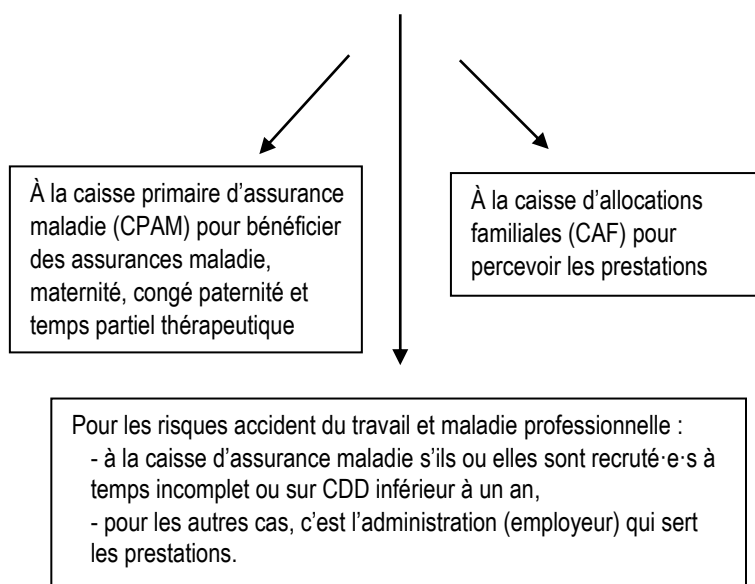 À la caisse primaire d’assurance
maladie (CPAM) pour bénéficier
des assurances maladie,
maternité, congé paternité et
temps partiel thérapeutique
À la caisse d’allocations
familiales (CAF) pour
percevoir les prestations
Pour les risques accident du travail et maladie professionnelle :
- à la caisse d’assurance maladie s’ils ou elles sont recruté·e·s à
temps incomplet ou sur CDD inférieur à un an,
- pour les autres cas, c’est l’administration (employeur) qui sert
les prestations.